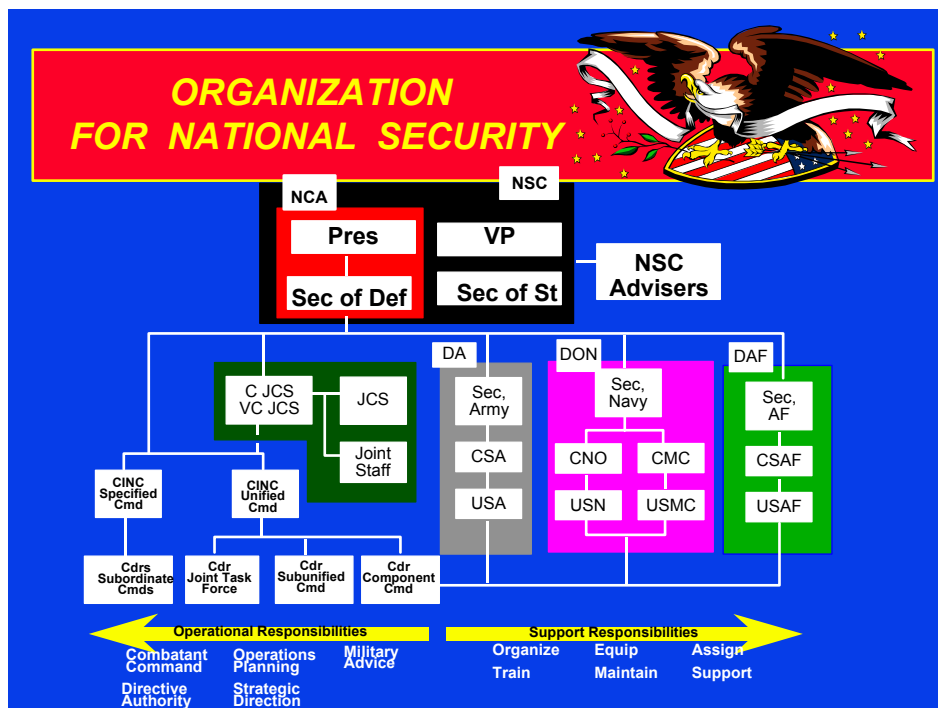 ORGANIZATION
FOR NATIONAL SECURITY
NSC
NCA
Pres
VP
Sec of Def
Sec of St
NSC
Advisers
DA
DON
DAF
C JCS
VC JCS
JCS
Joint
Staff
Sec,
Army
CSA
USA
Sec,
Navy
CNO
CMC
USN
USMC
Sec,
AF
CSAF
USAF
CINC
Specified
Cmd
CINC
Unified
Cmd
Cdrs
Subordinate
Cmds
Cdr
Joint Task
Force
Cdr
Subunified
Cmd
Cdr
Component
Cmd
Operational Responsibilities
Support Responsibilities
Combatant
Command
Operations
Planning
Military
Advice
Directive
Authority
Strategic
Direction
Organize
Equip
Assign
Train
Maintain
Support